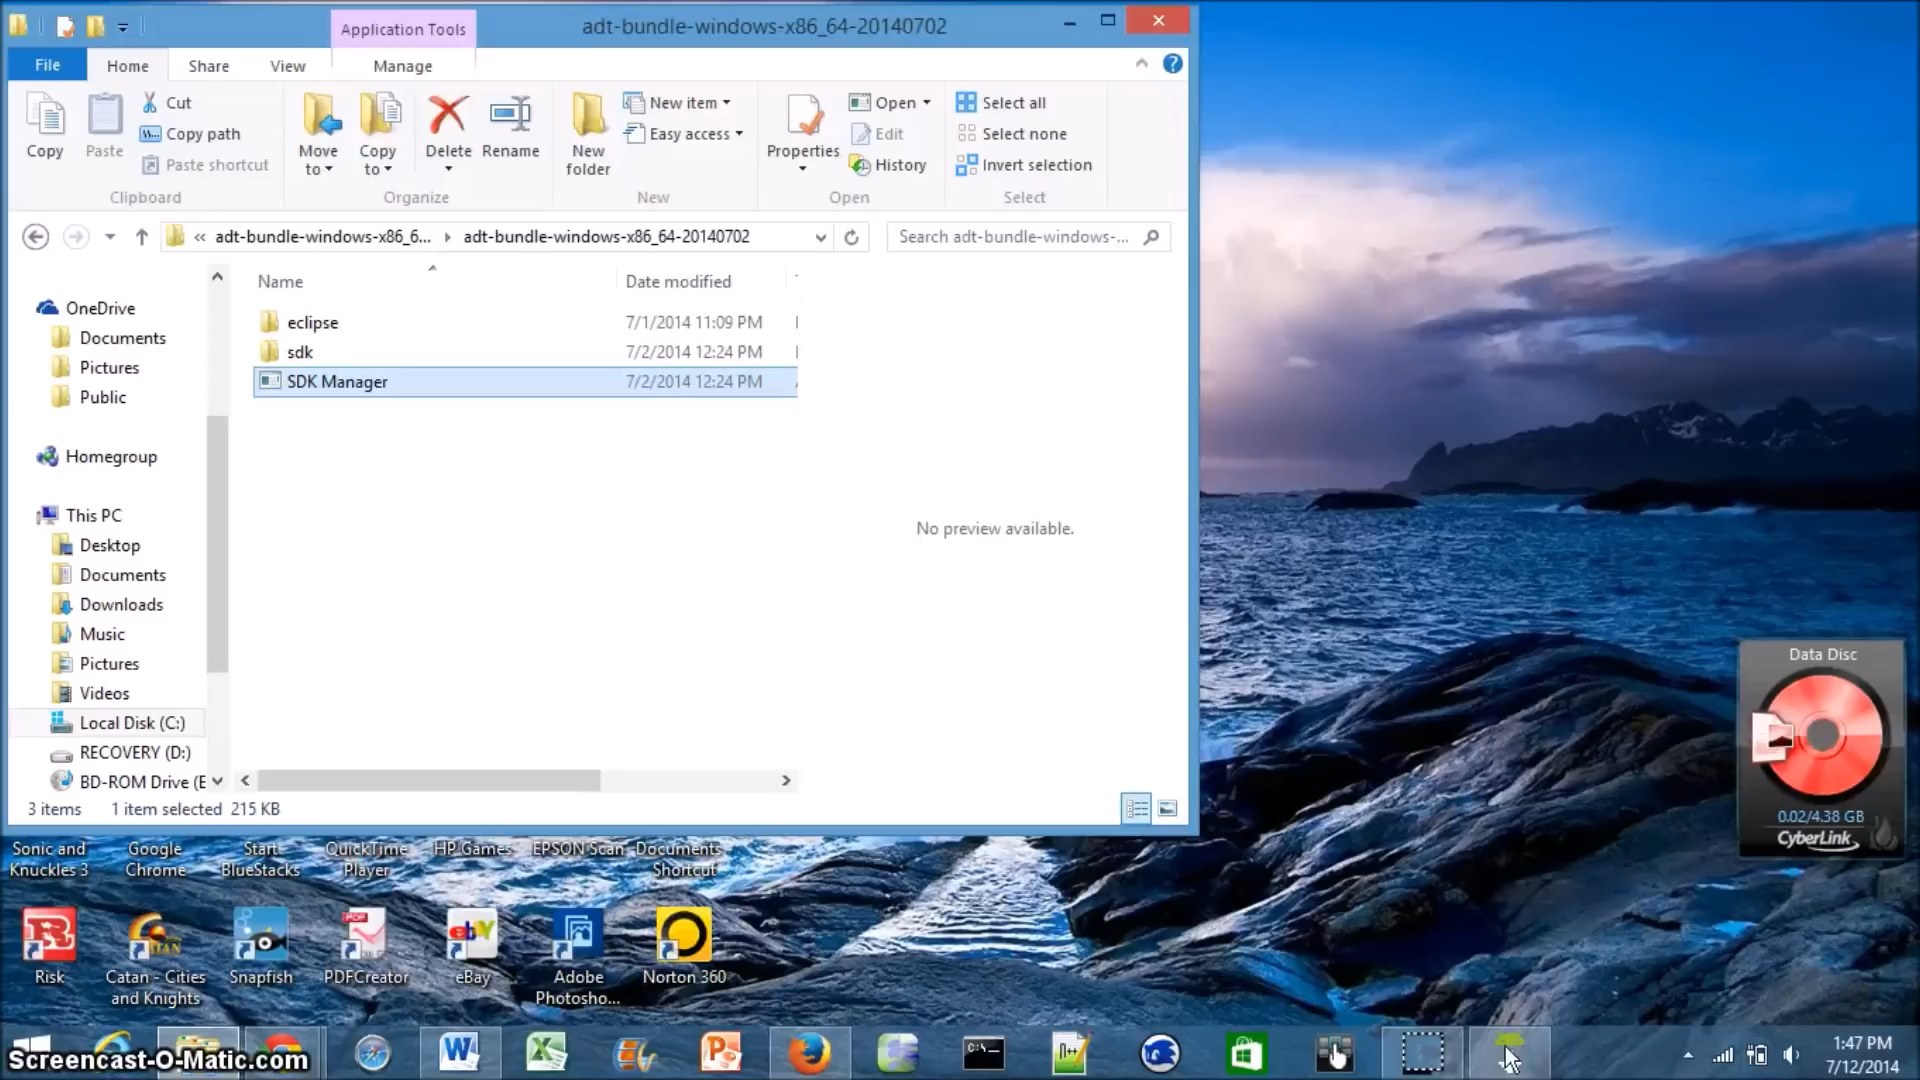 Application Tools
adt-bundle-windows-x86_64-20140702
File
Home
Share
View
Manage
Copy
Paste
Cut
Copy path
Paste shortcut
Clipboard
Move to
Copy to
Delete
Rename
Organize
New folder
New item
Easy access
New
Properties
Open
Edit
History
Open
Select all
Select none
Invert selection
Select
« adt-bundle-windows-x86_6... adt-bundle-windows-x86_64-20140702
Search adt-bundle-windows-...
Name Date modified
eclipse 7/1/2014 11:09 PM
sdk 7/2/2014 12:24 PM
SDK Manager 7/2/2014 12:24 PM
No preview available.
OneDrive
Documents
Pictures
Public
Homegroup
This PC
Desktop
Documents
Downloads
Music
Pictures
Videos
Local Disk (C:)
RECOVERY (D:)
BD-ROM Drive (E
3 items 1 item selected 215 KB
Data Disc
0.02/4.38 GB
CyberLink
Sonic and Knuckles 3
Google Chrome
Start BlueStacks
QuickTime Player
HP Games
EPSON Scan
Documents Shortcut
PDF
ebay
Risk
Catan - Cities and Knights
Snapfish
PDFCreator
eBay
Adobe Photosho...
Norton 360
Screencast-O-Matic.com
1:47 PM
7/12/2014